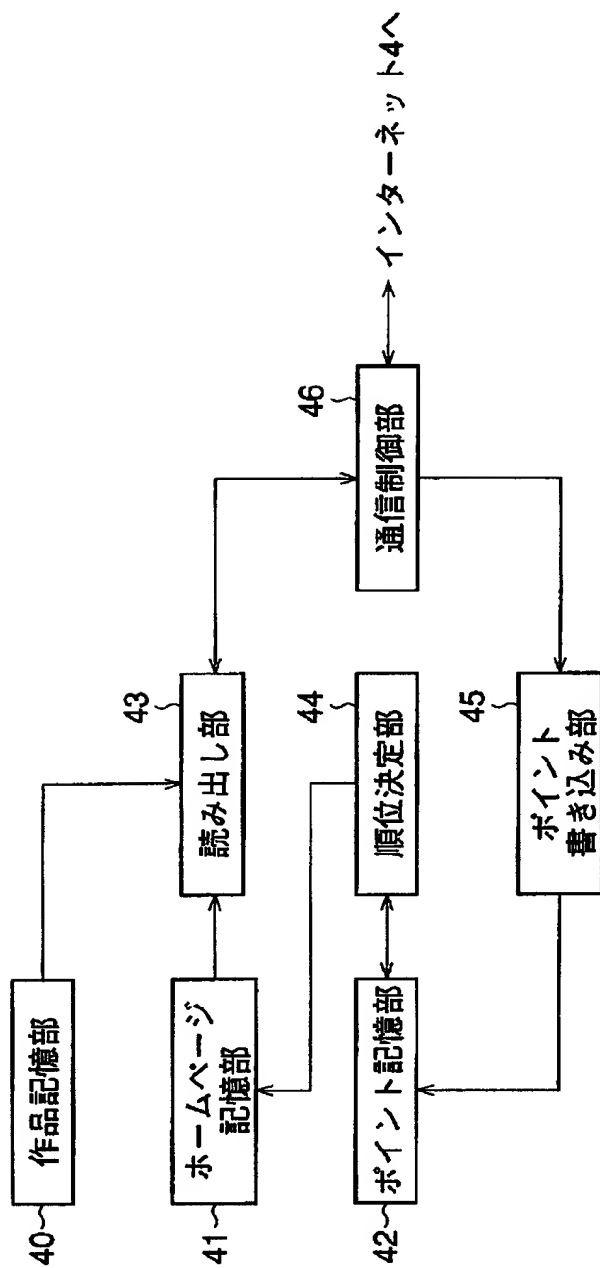 40
作品記憶部
41
ホームページ
記憶部
42
ポイント記憶部
43
読み出し部
44
順位決定部
45
ポイント
書き込み部
46
通信制御部
インターネット4へ